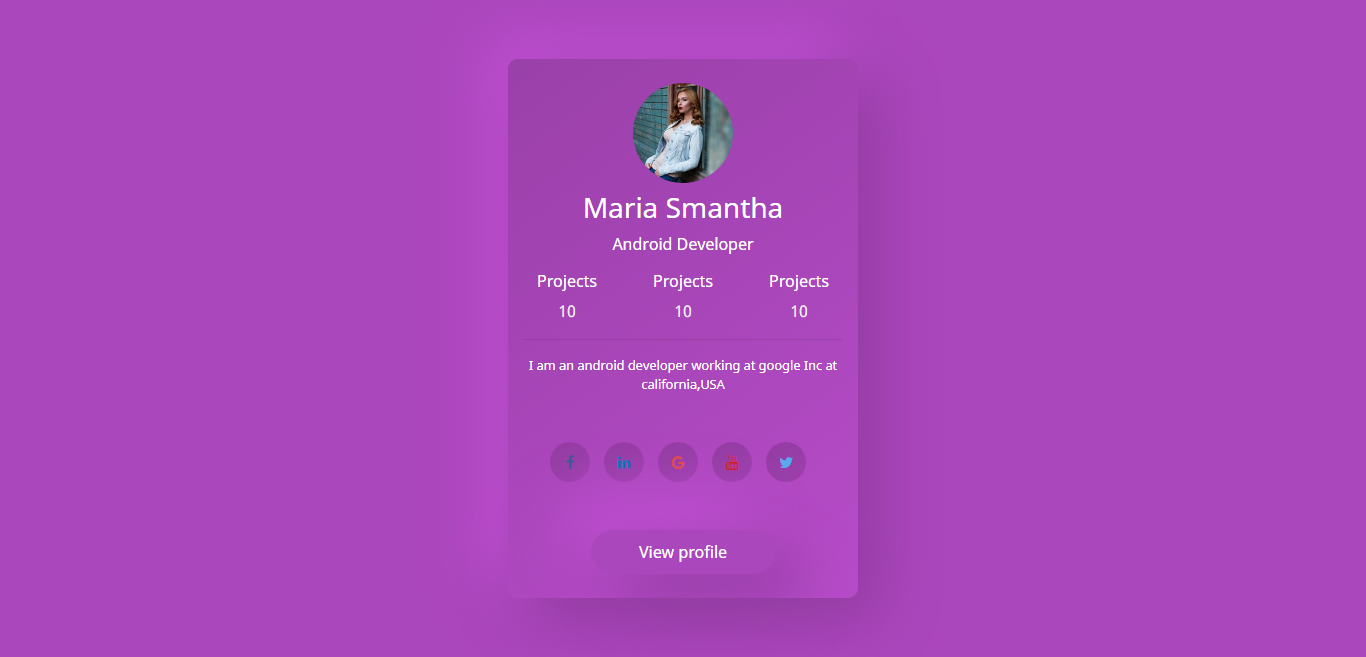 Maria Smantha
Android Developer
Projects Projects Projects
10 10 10
I am an android developer working at google Inc at
california,USA
View profile